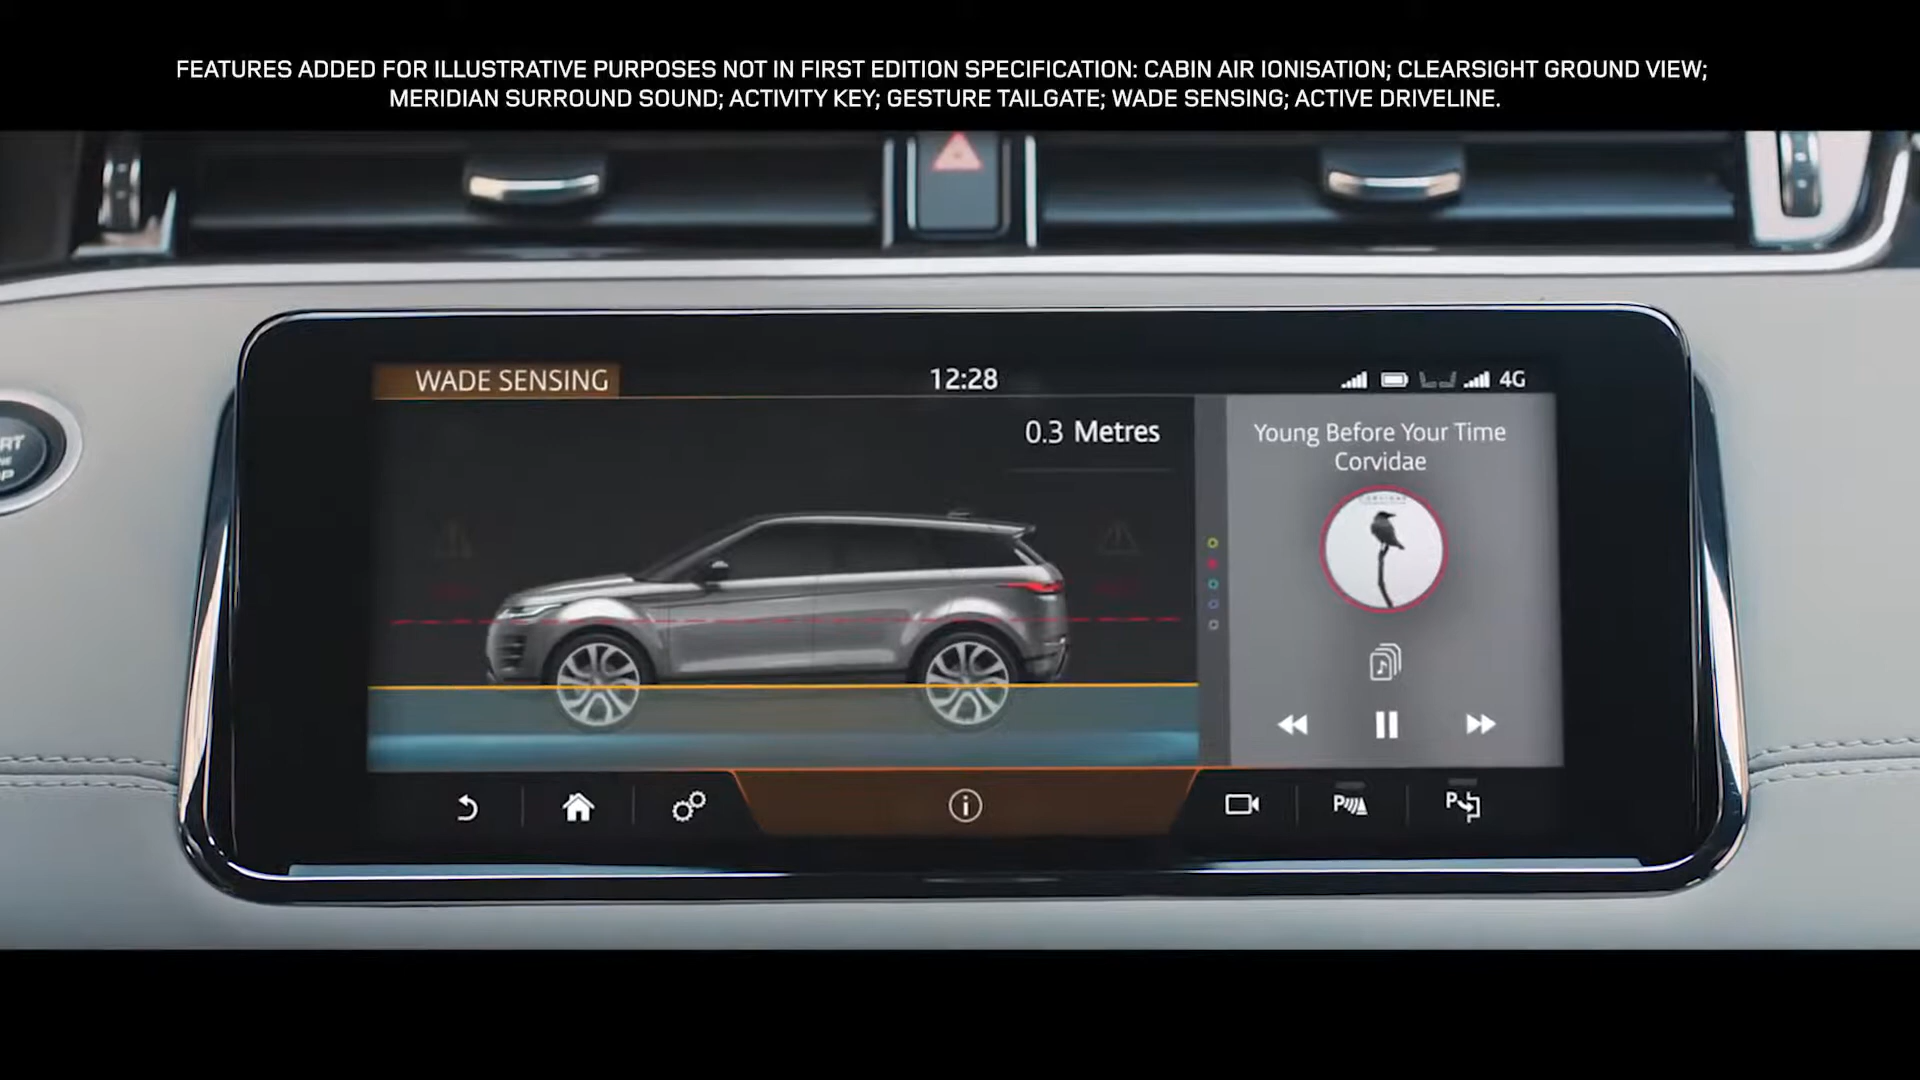 FEATURES ADDED FOR ILLUSTRATIVE PURPOSES NOT IN FIRST EDITION SPECIFICATION: CABIN AIR IONISATION; CLEARSIGHT GROUND VIEW;
MERIDIAN SURROUND SOUND; ACTIVITY KEY; GESTURE TAILGATE; WADE SENSING; ACTIVE DRIVELINE.
WADE SENSING
12:28
4G
0.3 Metres
Young Before Your Time
Corvidae
P
P